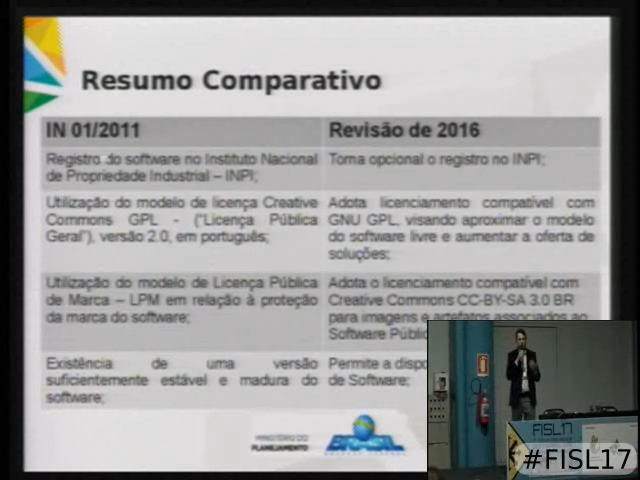 Resumo Comparativo
IN 01/2011
Revisão de 2016
Registro do software no Instituto Nacional
de Propriedade Industrial – INPI;
Torna opcional o registro no INPI;
Utilização do modelo de licença Creative
Commons GPL - ("Licença Pública
Geral"), versão 2.0, em português;
Adota licenciamento compatível com
GNU GPL, visando aproximar o modelo
do software livre e aumentar a oferta de
soluções;
Utilização do modelo de Licença Pública
de Marca – LPM em relação à proteção
da marca do software;
Adota o licenciamento compatível com
Creative Commons CC-BY-SA 3.0 BR
para imagens e artefatos associados ao
Software
Existência de uma versão
suficientemente estável e madura do
software;
Permite a
de Software;
MINISTÉRIO DO
PLANEJAMENTO
BRASIL
FISL17
#FISL17